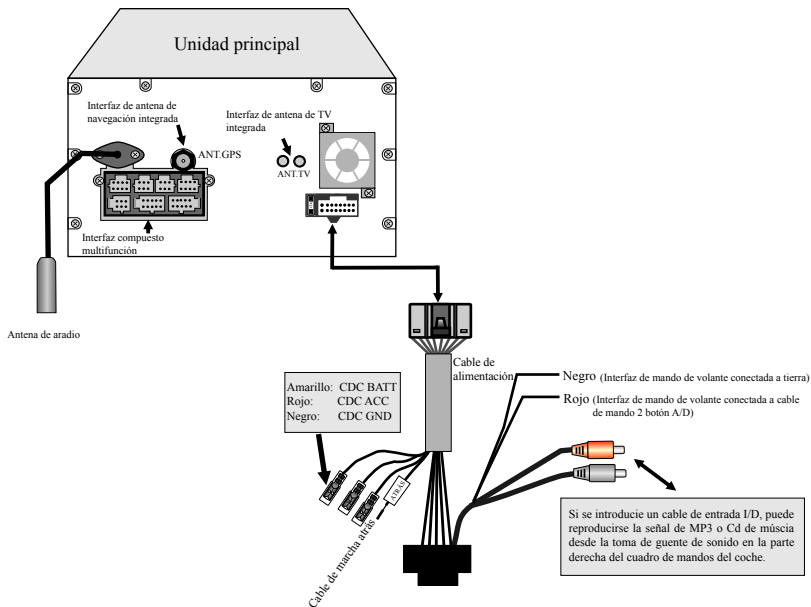 Unidad principal
Interfaz de antena de
navegación integrada
Interfaz de antena de TV
integrada
ANT.GPS
ANT.TV
Interfaz compuesto
multifunción
Antena de aradio
Cable de
alimentación
Amarillo: CDC BATT
Rojo: CDC ACC
Negro: CDC GND
Negro (Interfaz de mando de volante conectada a tierra)
Rojo (Interfaz de mando de volante conectada a cable
de mando 2 botón A/D)
ATRÁS
Cable de marcha atrás
Si se introducie un cable de entrada I/D, puede
reproducirse la señal de MP3 o Cd de múscia
desde la toma de guente de sonido en la parte
derecha del cuadro de mandos del coche.